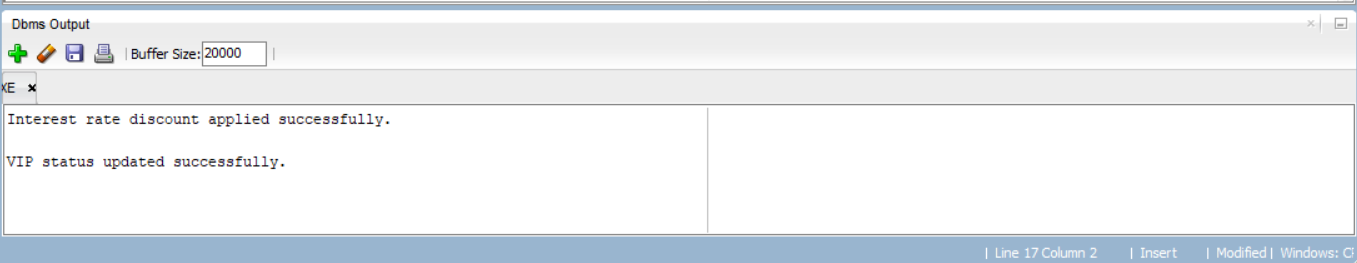 Dbms Output
Buffer Size: 20000
XE
Interest rate discount applied successfully.
VIP status updated successfully.
| Line 17 Column 2 | Insert | Modified | Windows: